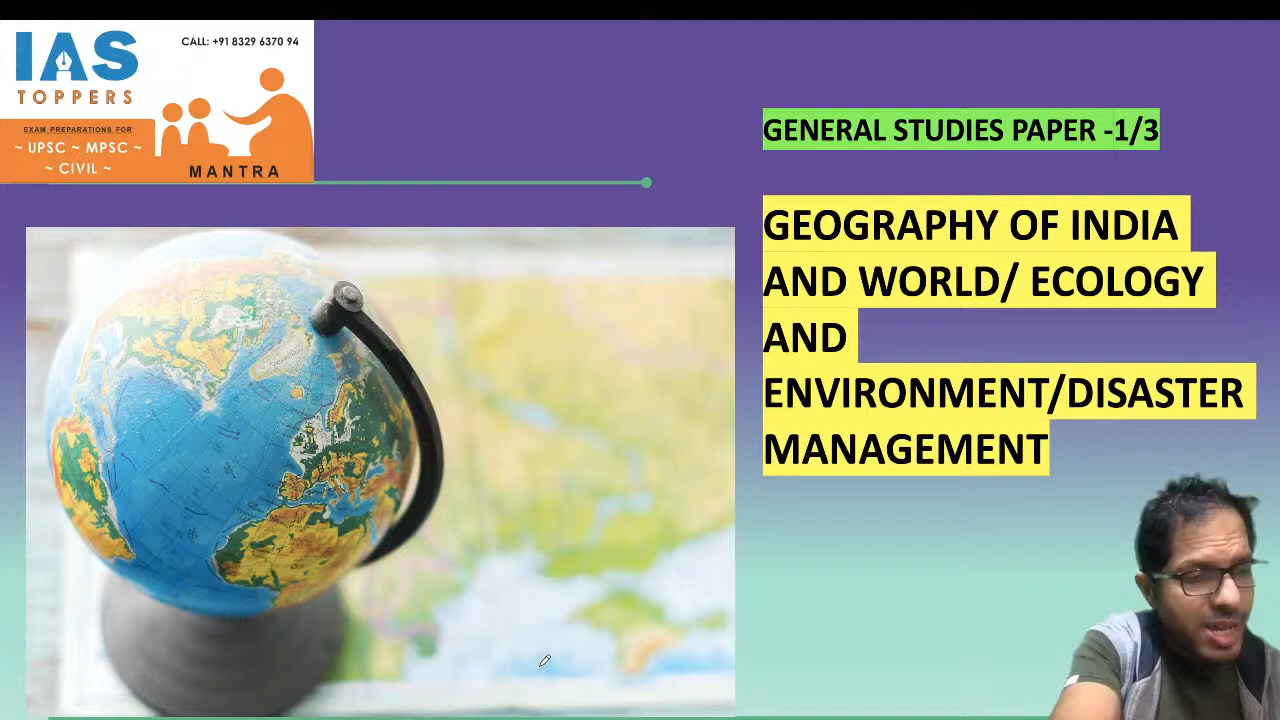 IAS
TOPPERS
CALL: +91 8329 6370 94
EXAM PREPARATIONS FOR
~ UPSC ~ MPSC ~
~ CIVIL ~
MANTRA
GENERAL STUDIES PAPER -1/3
GEOGRAPHY OF INDIA
AND WORLD/ ECOLOGY
AND
ENVIRONMENT/DISASTER
MANAGEMENT